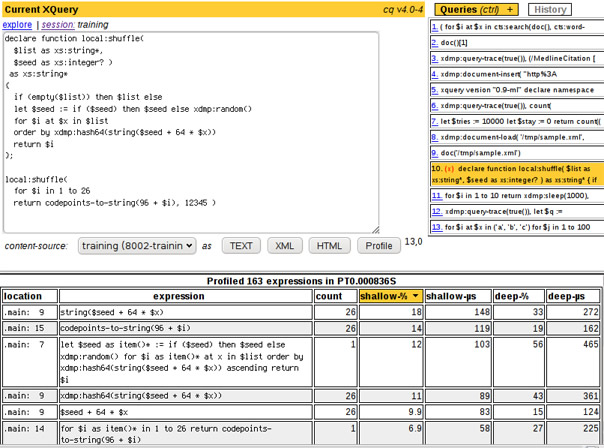 Current XQuery
cq v4.0-4
explore | session: training
declare function local:shuffle(
$list as xs:string*,
$seed as xs:integer? )
as xs:string*
{
if (empty($list)) then $list else
let $seed := if ($seed) then $seed else xdmp:random()
for $i at $x in $list
order by xdmp:hash64(string($seed + 64 * $x))
return $i
};
local:shuffle(
for $i in 1 to 26
return codepoints-to-string(96 + $i), 12345 )
content-source: training (8002-trainin as TEXT XML HTML Profile 13,0
Queries (ctrl) + History
1. ( for $i at $x in cts:search(doc(), cts:word-
2. doc()[1]
3. xdmp:query-trace(true()), (/MedlineCitation [
4. xdmp:document-insert( "http%3A
5. xquery version "0.9-ml" declare namespace
6. xdmp:query-trace(true()), count(
7. let $tries := 10000 let $stay := 0 return count((
8. xdmp:document-load( '/tmp/sample.xml',
9. doc('/tmp/sample.xml')
10. (s) declare function local:shuffle( $list as
xs:string*, $seed as xs:integer? ) as xs:string* { if
11. for $i in 1 to 10 return xdmp:sleep(1000),
12. xdmp:query-trace(true()), let $q :=
13. for $i at $x in ('a', 'b', 'c') for $j in 1 to 100
Profiled 163 expressions in PT0.000836S
location expression count shallow-% shallow-µs deep-% deep-µs
.main: 9 string($seed + 64 * $x) 26 18 148 33 272
.main: 15 codepoints-to-string(96 + $i) 26 14 119 19 162
.main: 7 let $seed as item()* := if ($seed) then $seed else 1 12 103 56 465
xdmp:random() for $i as item()* at x in $list order by
xdmp:hash64(string($seed + 64 * $x)) ascending return
$i
.main: 9 xdmp:hash64(string($seed + 64 * $x)) 26 11 89 43 361
.main: 9 $seed + 64 * $x 26 9.9 83 15 124
.main: 14 for $i as item()* in 1 to 26 return codepoints- 1 6.9 58 27 225
to-string(96 + $i)